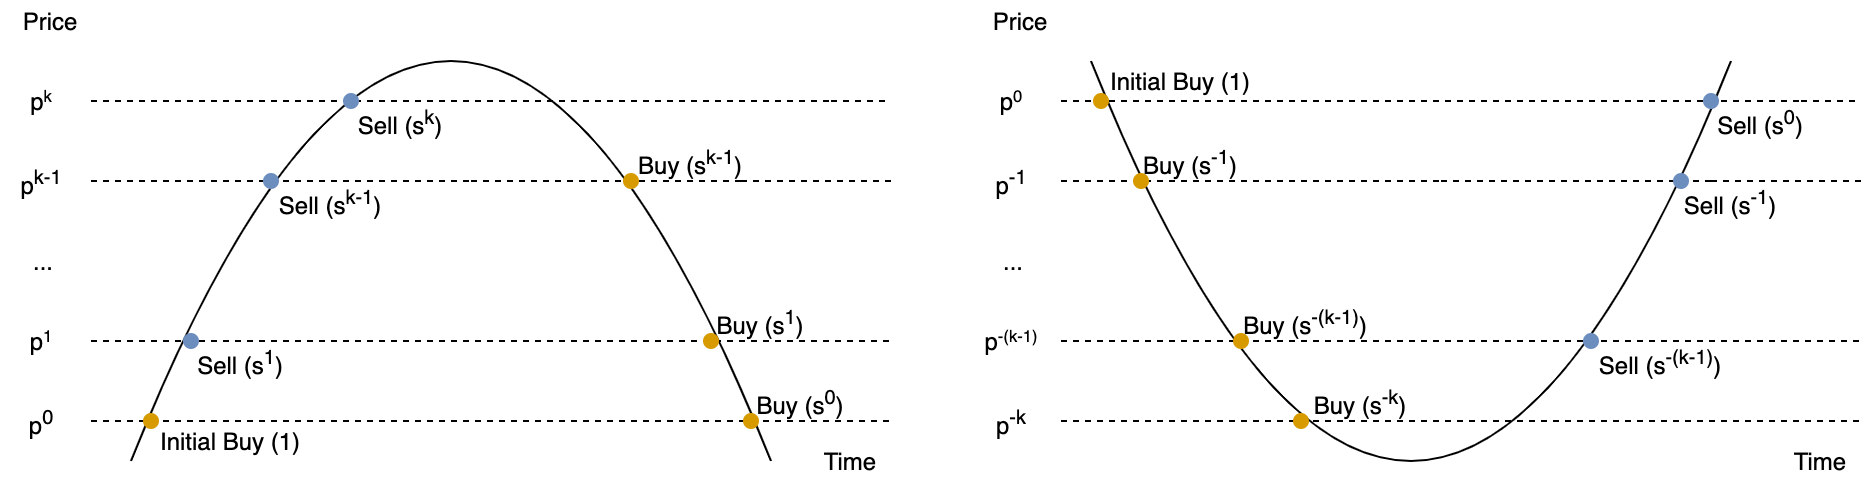 Price
p^k
Sell (s^k)
p^k-1
Buy (s^k-1)
Sell (s^k-1)
...
p^1
Buy (s^1)
Sell (s^1)
p^0
Buy (s^0)
Initial Buy (1)
Time
Price
Initial Buy (1)
p^0
Sell (s^0)
Buy (s^-1)
p^-1
Sell (s^-1)
...
Buy (s^-(k-1))
p^-(k-1)
Sell (s^-(k-1))
Buy (s^-k)
p^-k
Time